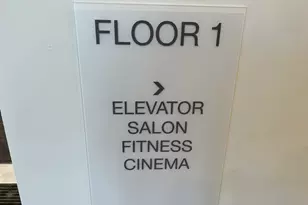 FLOOR 1
>
ELEVATOR
SALON
FITNESS
CINEMA